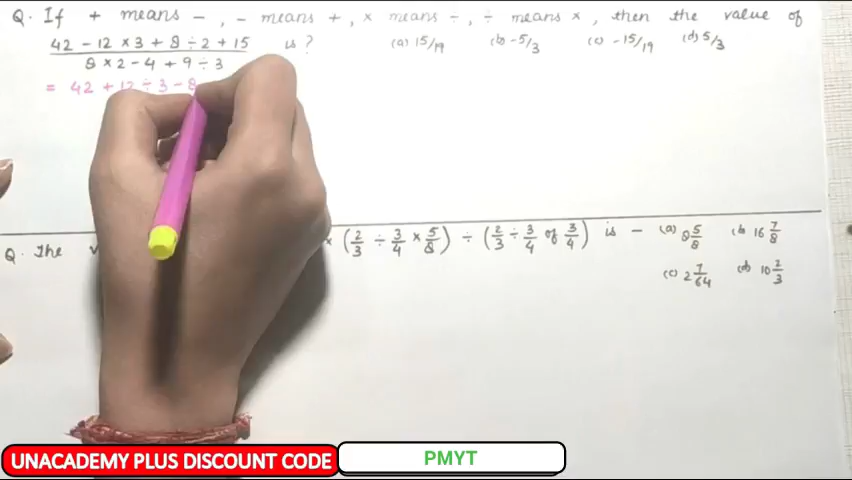 Q. If + means −, − means +, × means ÷, ÷ means ×, then the value of
42 − 12 × 3 + 8 ÷ 2 + 15 is ? (a) 15/19 (b) −5/3 (c) −15/19 (d) 5/3
8 × 2 − 4 + 9 ÷ 3
= 42 + 12 ÷ 3 − 8
Q. The × (2/3 ÷ 3/4 × 5/8) ÷ (2/3 ÷ 3/4 of 3/4) is − (a) 8 5/8 (b) 16 7/8
(c) 2 7/64 (d) 10 2/3
UNACADEMY PLUS DISCOUNT CODE PMYT